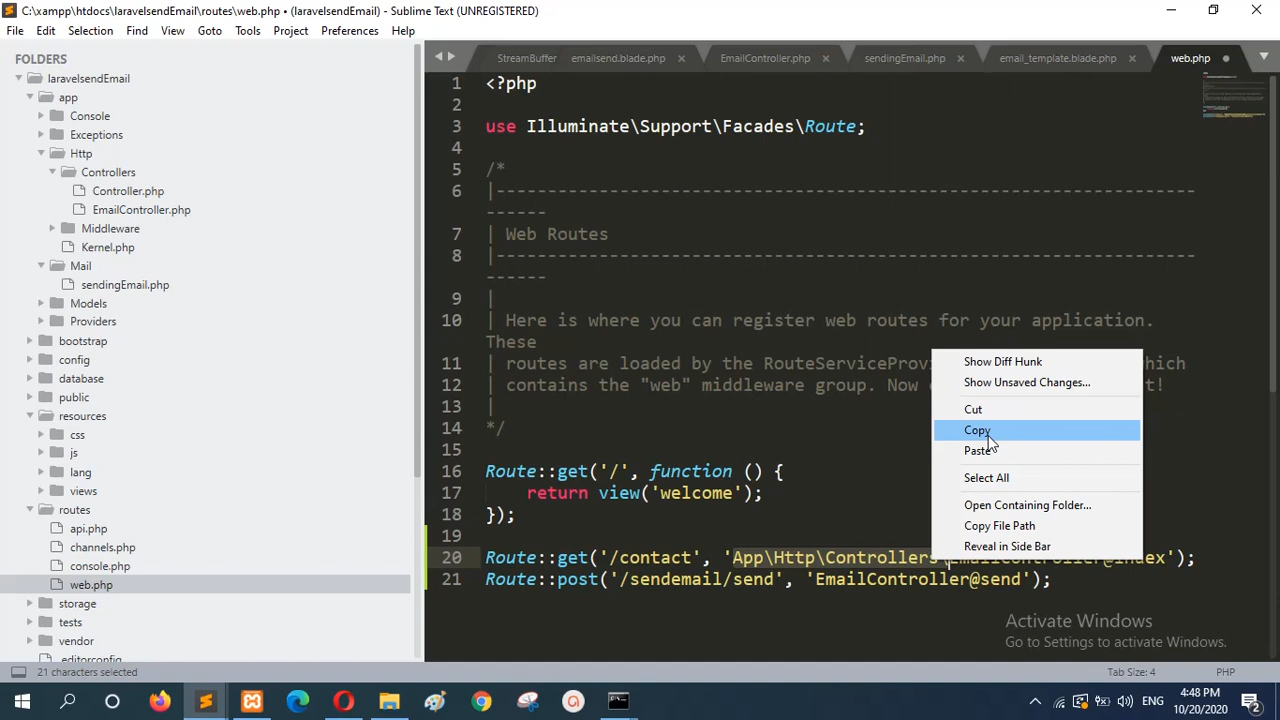 C:\xampp\htdocs\laravelsendEmail\routes\web.php • (laravelsendEmail) - Sublime Text (UNREGISTERED)
File Edit Selection Find View Goto Tools Project Preferences Help
FOLDERS
laravelsendEmail
app
Console
Exceptions
Http
Controllers
Controller.php
EmailController.php
Middleware
Kernel.php
Mail
sendingEmail.php
Models
Providers
bootstrap
config
database
public
resources
css
js
lang
views
routes
api.php
channels.php
console.php
web.php
storage
tests
vendor
.editorconfig
StreamBuffer emailsend.blade.php EmailController.php sendingEmail.php email_template.blade.php web.php
1 <?php
2
3 use Illuminate\Support\Facades\Route;
4
5 /*
6 |--------------------------------------------------------------------
------
7 | Web Routes
8 |--------------------------------------------------------------------
------
9 |
10 | Here is where you can register web routes for your application.
These
11 | routes are loaded by the RouteServiceProvi which
12 | contains the "web" middleware group. Now t!
13 |
14 */
15
16 Route::get('/', function () {
17 return view('welcome');
18 });
19
20 Route::get('/contact', 'App\Http\Controllers\EmailController@index');
21 Route::post('/sendemail/send', 'EmailController@send');
Show Diff Hunk
Show Unsaved Changes...
Cut
Copy
Paste
Select All
Open Containing Folder...
Copy File Path
Reveal in Side Bar
Activate Windows
Go to Settings to activate Windows.
21 characters selected Tab Size: 4 PHP
ENG 4:48 PM
10/20/2020 2